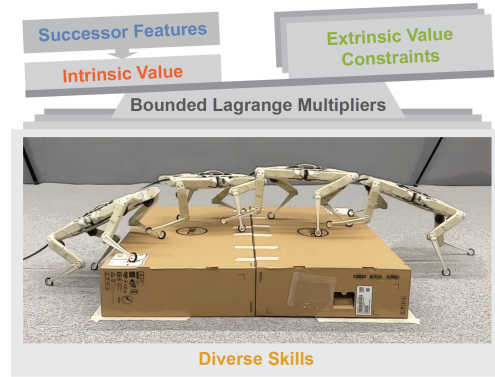 Successor Features
Intrinsic Value
Extrinsic Value
Constraints
Bounded Lagrange Multipliers
Diverse Skills